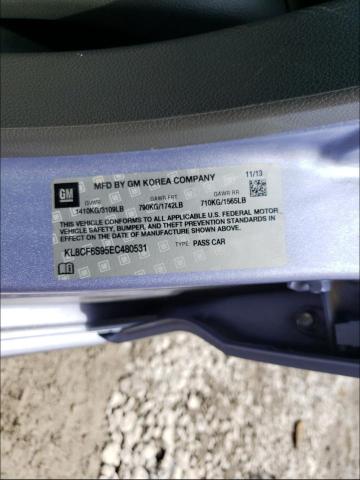 GM
MFD BY GM KOREA COMPANY 11/13
GVWR GAWR FRT GAWR RR
1410KG/3109LB 790KG/1742LB 710KG/1565LB
THIS VEHICLE CONFORMS TO ALL APPLICABLE U.S. FEDERAL MOTOR
VEHICLE SAFETY, BUMPER, AND THEFT PREVENTION STANDARDS
IN EFFECT ON THE DATE OF MANUFACTURE SHOWN ABOVE.
KL8CF6S95EC480531 TYPE: PASS CAR